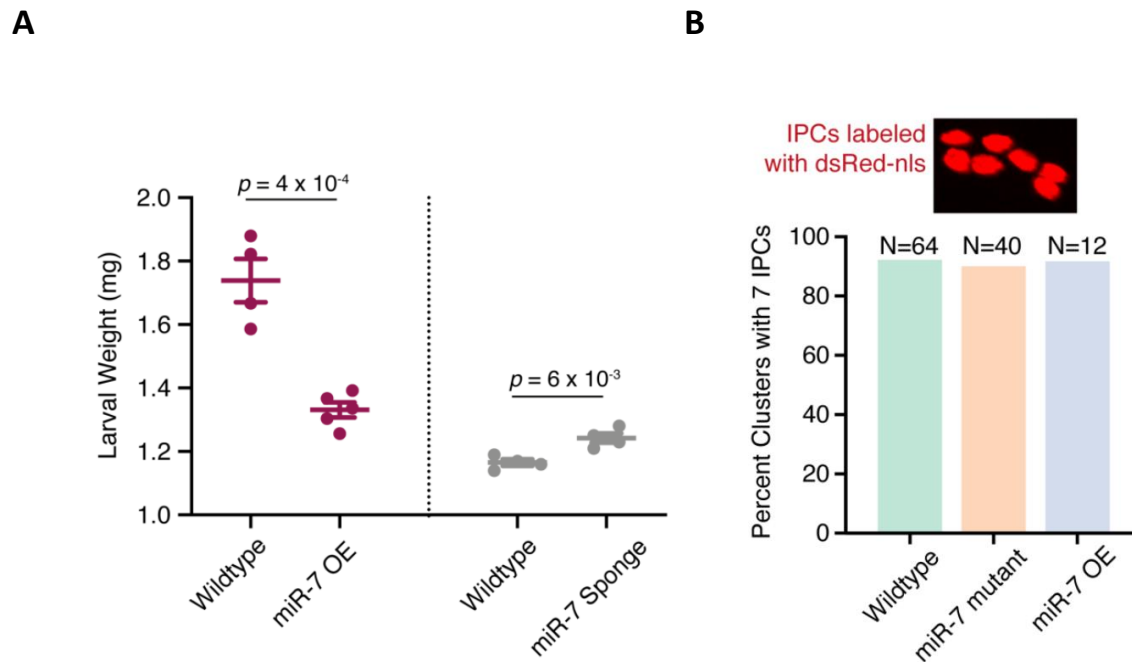 A
B
IPCs labeled
with dsRed-nls
p = 4 x 10⁻⁴
2.0
1.8
1.6
1.4
1.2
1.0
Larval Weight (mg)
p = 6 x 10⁻³
Wildtype
miR-7 OE
Wildtype
miR-7 Sponge
100
80
60
40
20
0
Percent Clusters with 7 IPCs
N=64
N=40
N=12
Wildtype
miR-7 mutant
miR-7 OE